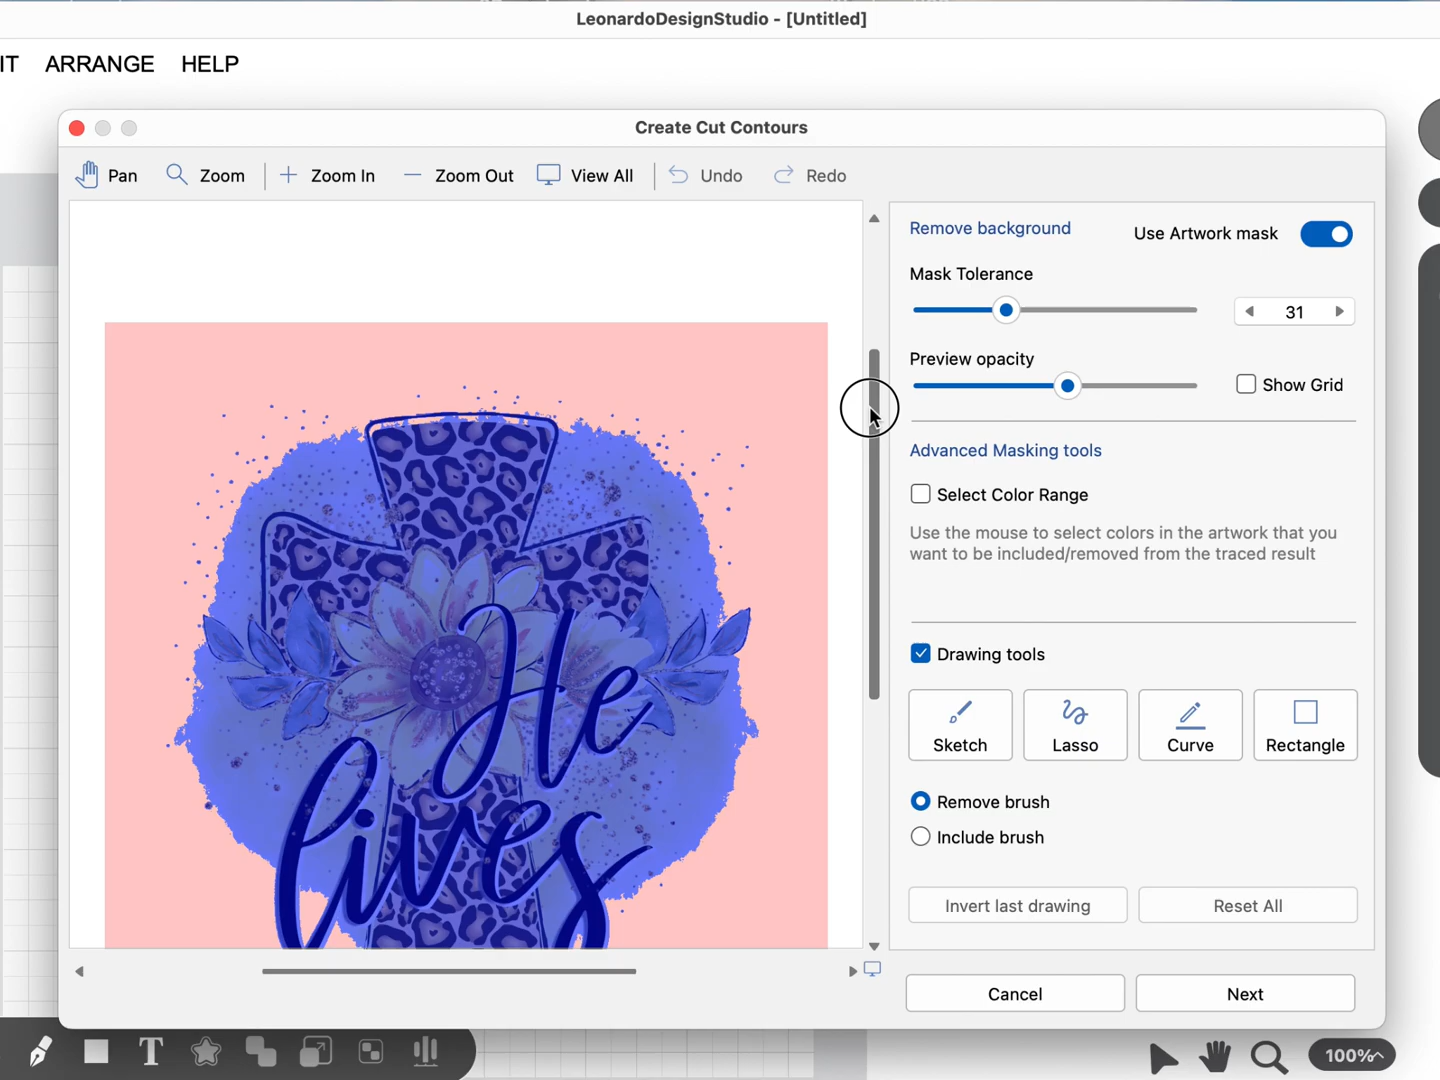 LeonardoDesignStudio - [Untitled]
IT ARRANGE HELP
Create Cut Contours
Pan Zoom Zoom In Zoom Out View All Undo Redo
Remove background Use Artwork mask
Mask Tolerance
31
Preview opacity
Show Grid
Advanced Masking tools
Select Color Range
Use the mouse to select colors in the artwork that you
want to be included/removed from the traced result
Drawing tools
Sketch Lasso Curve Rectangle
Remove brush
Include brush
Invert last drawing Reset All
Cancel Next
He
lives
T
100%